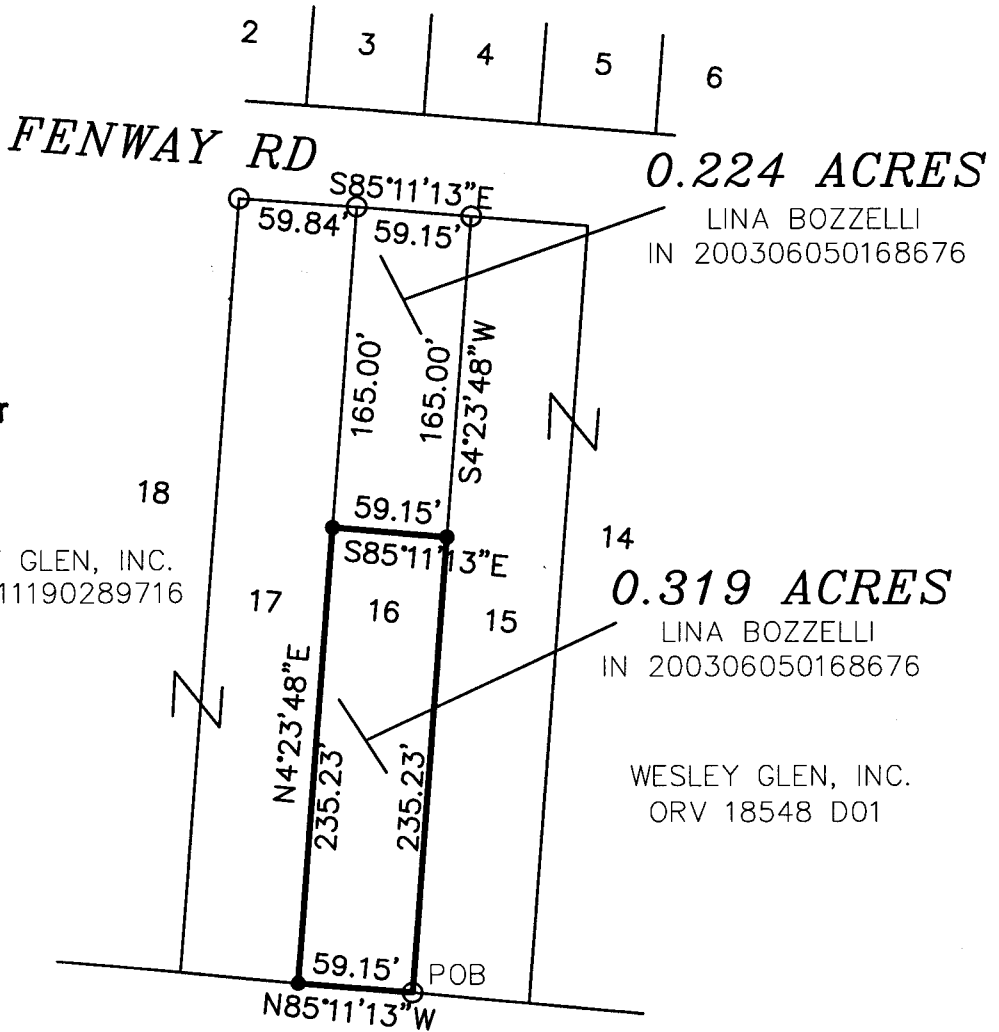 2
3
4
5
6
FENWAY RD
S85°11'13"E
59.84'
59.15'
0.224 ACRES
LINA BOZZELLI
IN 200306050168676
165.00'
165.00'
S4°23'48"W
18
59.15'
S85°11'13"E
14
GLEN, INC.
11190289716
17
16
15
0.319 ACRES
LINA BOZZELLI
IN 200306050168676
N4°23'48"E
235.23'
235.23'
WESLEY GLEN, INC.
ORV 18548 D01
59.15'
POB
N85°11'13"W